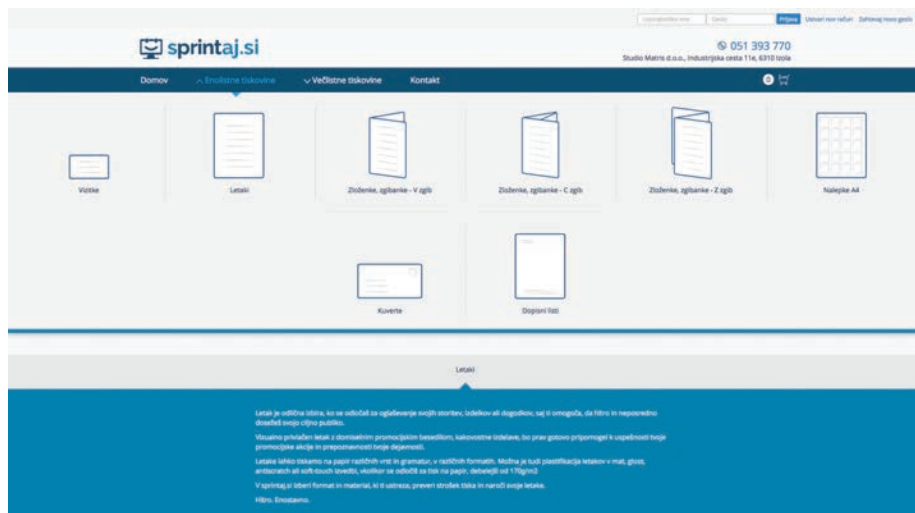 uporabniško ime Geslo Prijava Ustvari nov račun Zahtevaj novo geslo
sprintaj.si
051 393 770
Studio Matris d.o.o., Industrijska cesta 11e, 6310 Izola
Domov Enolistne tiskovine Večlistne tiskovine Kontakt 0
Vizitke Letaki Zloženke, zgibanke - V zgib Zloženke, zgibanke - C zgib Zloženke, zgibanke - Z zgib Nalepke A4
Kuverte Dopisni listi
Letaki
Letak je odlična izbira, ko se odločaš za oglaševanje svojih storitev, izdelkov ali dogodkov, saj ti omogoča, da hitro in neposredno
dosežeš svojo ciljno publiko.
Vizualno privlačen letak z domiselnim promocijskim besedilom, kakovostne izdelave, bo prav gotovo pripomogel k uspešnosti tvoje
promocijske akcije in prepoznavnosti tvoje dejavnosti.
Letake lahko tiskamo na papir različnih vrst in gramatur, v različnih formatih. Možna je tudi plastifikacija letakov v mat, gloss,
antiscratch ali soft-touch izvedbi, vkolikor se odločiš za tisk na papir, debelejši od 170g/m2
V sprintaj.si izberi format in material, ki ti ustreza, preveri strošek tiska in naroči svoje letake.
Hitro. Enostavno.